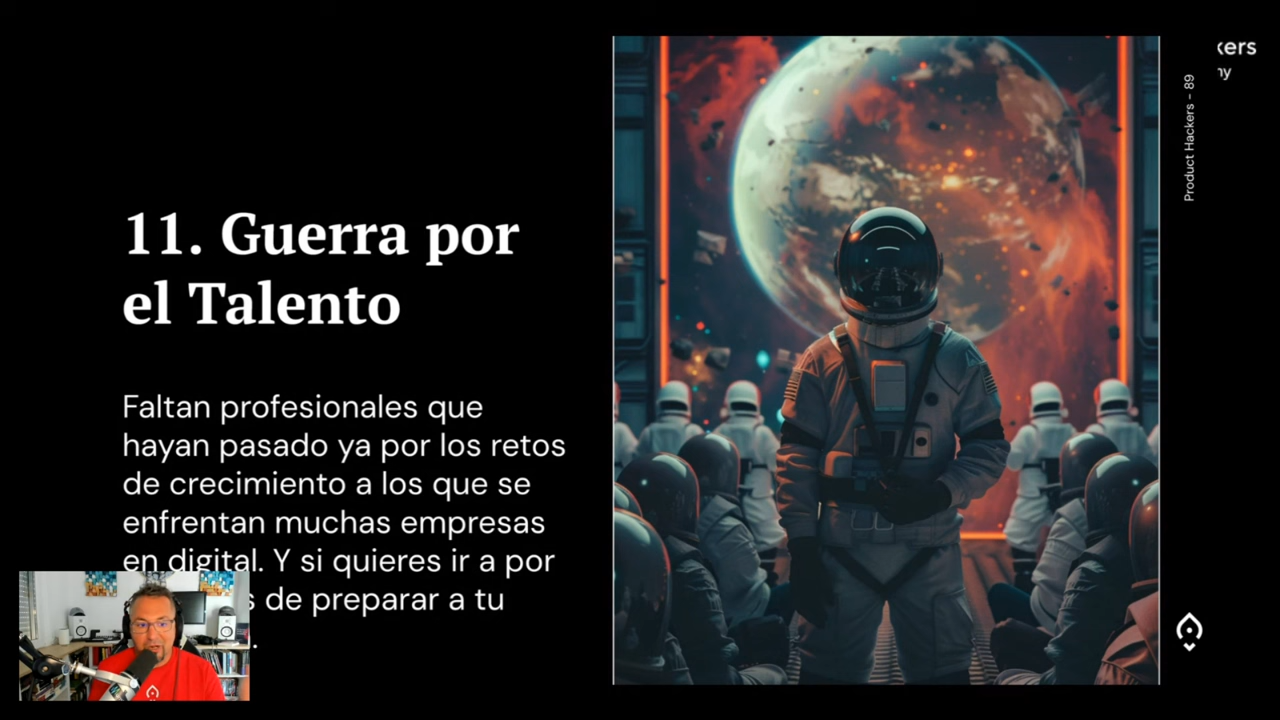 11. Guerra por
el Talento
Faltan profesionales que
hayan pasado ya por los retos
de crecimiento a los que se
enfrentan muchas empresas
en digital. Y si quieres ir a por
de preparar a tu
Product Hackers – 89